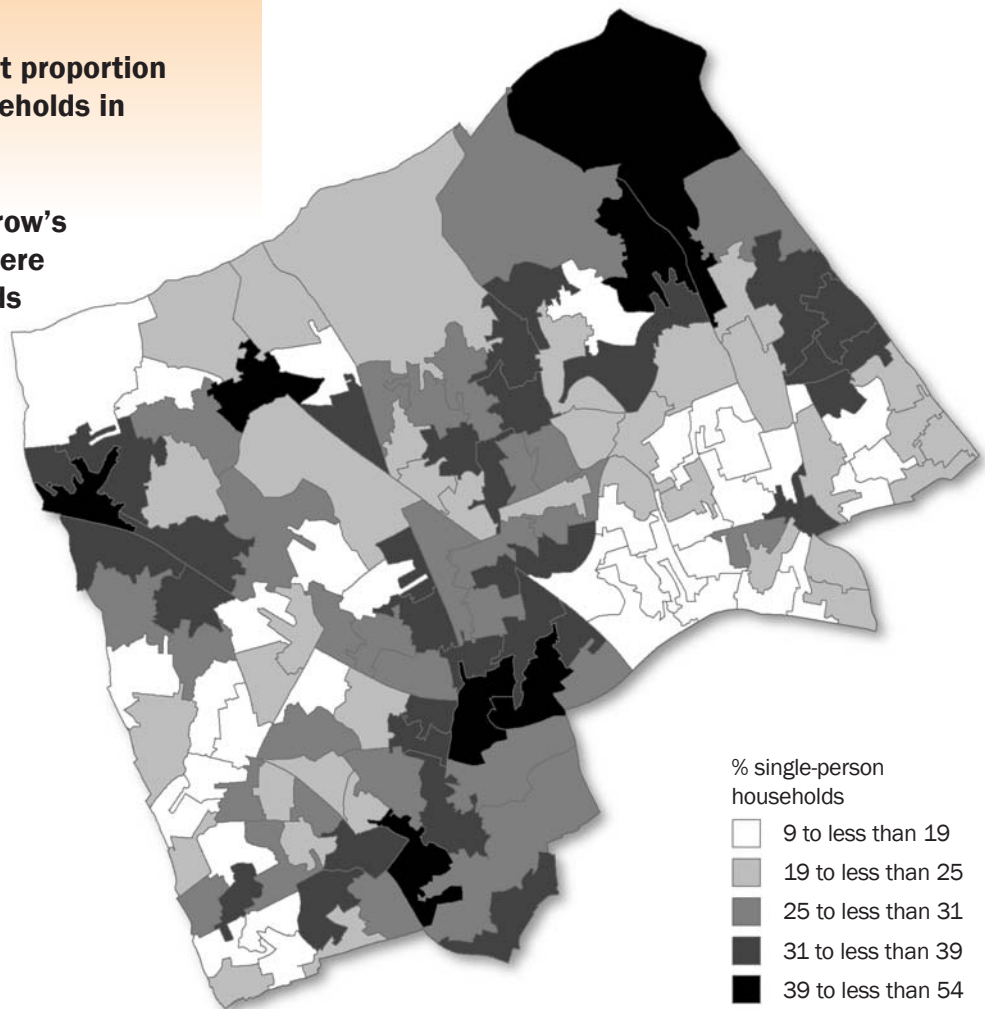 t proportion
eholds in
row's
ere
ls
% single-person
households
9 to less than 19
19 to less than 25
25 to less than 31
31 to less than 39
39 to less than 54